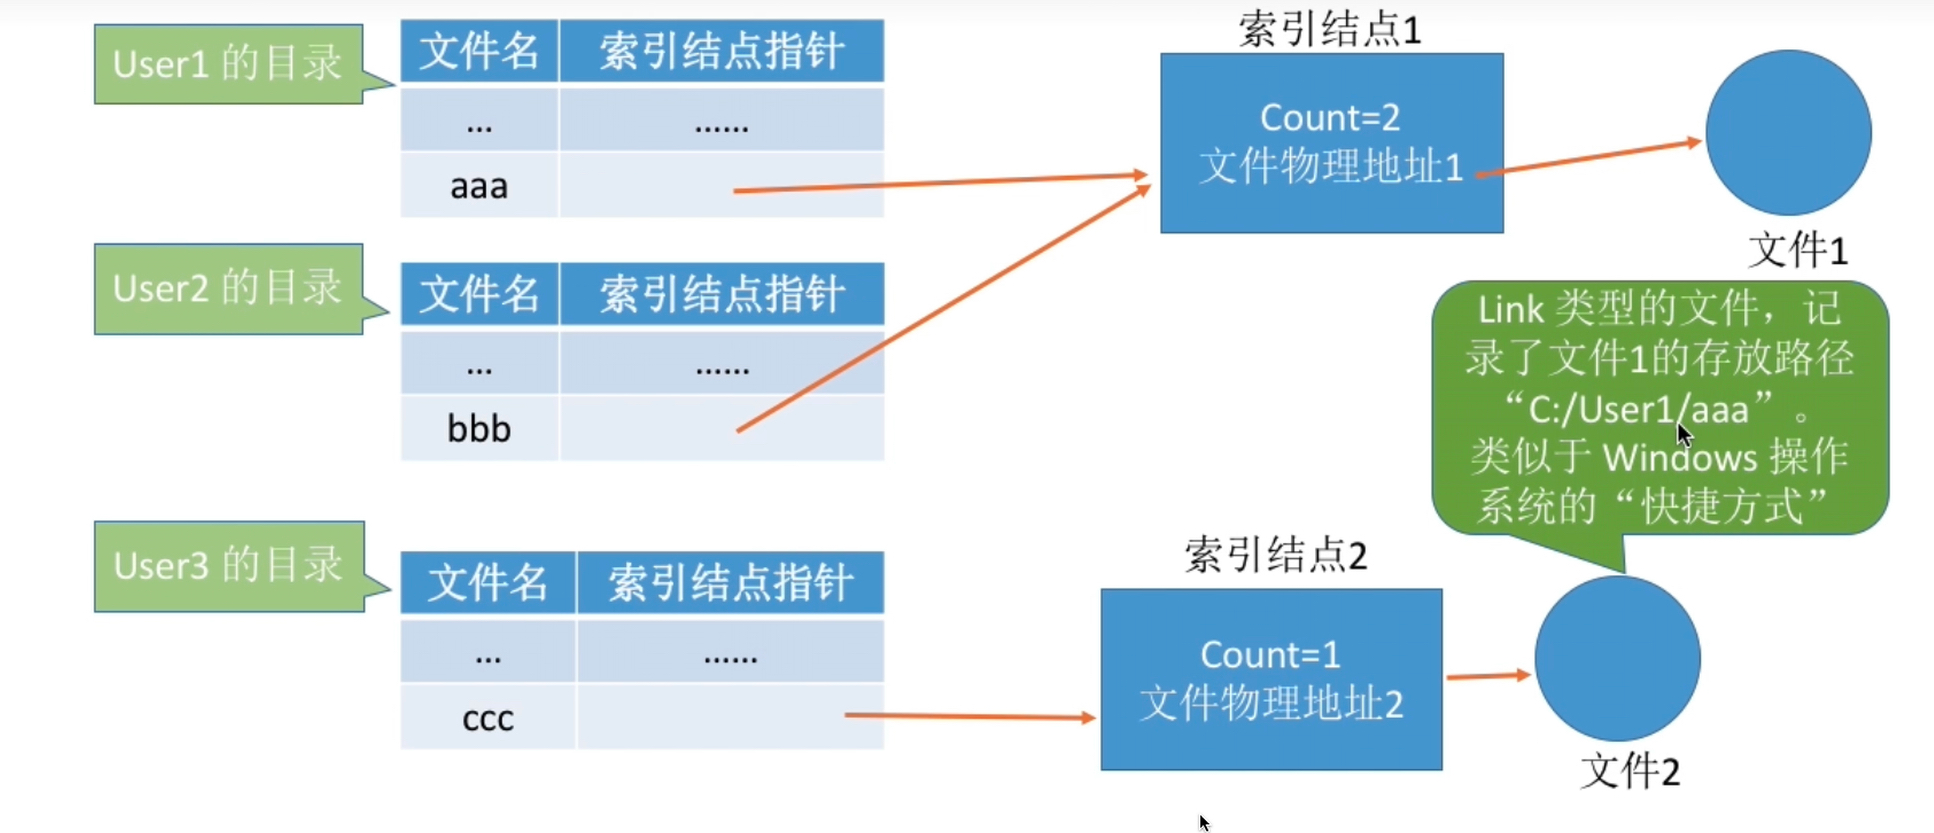 User1 的目录
文件名 索引结点指针
... ......
aaa
User2 的目录
文件名 索引结点指针
... ......
bbb
User3 的目录
文件名 索引结点指针
... ......
ccc
索引结点1
Count=2
文件物理地址1
文件1
Link 类型的文件，记
录了文件1的存放路径
“C:/User1/aaa”。
类似于 Windows 操作
系统的“快捷方式”
索引结点2
Count=1
文件物理地址2
文件2